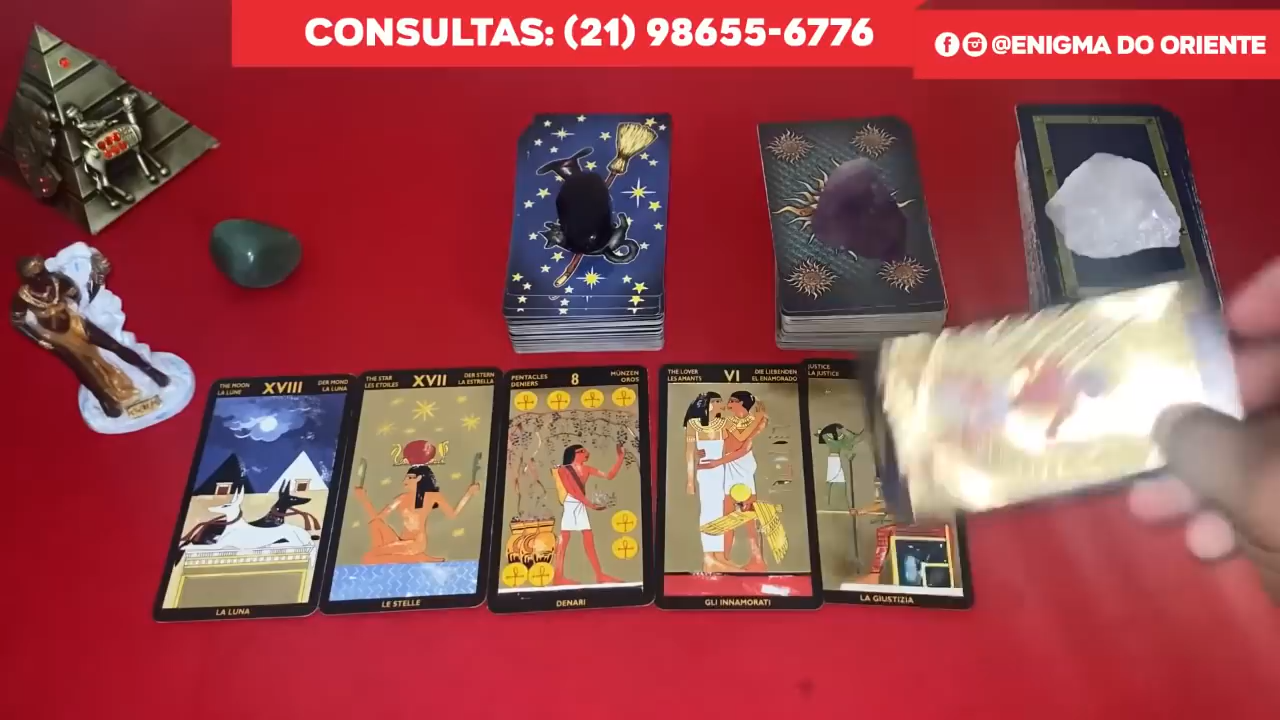 CONSULTAS: (21) 98655-6776
@ENIGMA DO ORIENTE
THE MOON
LA LUNE
XVIII
DER MOND
LA LUNA
LA LUNA
THE STAR
LES ETOILES
XVII
DER STERN
LA ESTRELLA
LE STELLE
PENTACLES
DENIERS
8
MÜNZEN
OROS
DENARI
THE LOVER
LES AMANTS
VI
DIE LIEBENDEN
EL ENAMORADO
GLI INNAMORATI
JUSTICE
LA JUSTICE
LA GIUSTIZIA